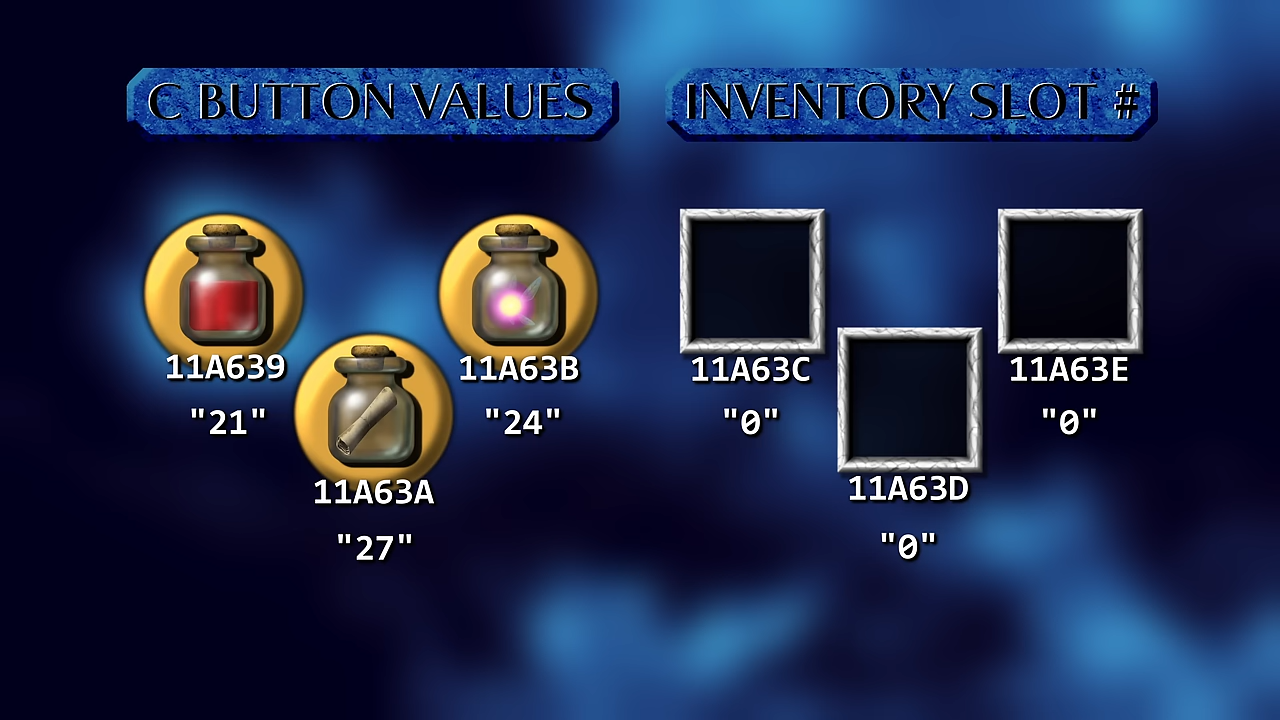 C BUTTON VALUES
INVENTORY SLOT #
11A639
"21"
11A63A
"27"
11A63B
"24"
11A63C
"0"
11A63D
"0"
11A63E
"0"